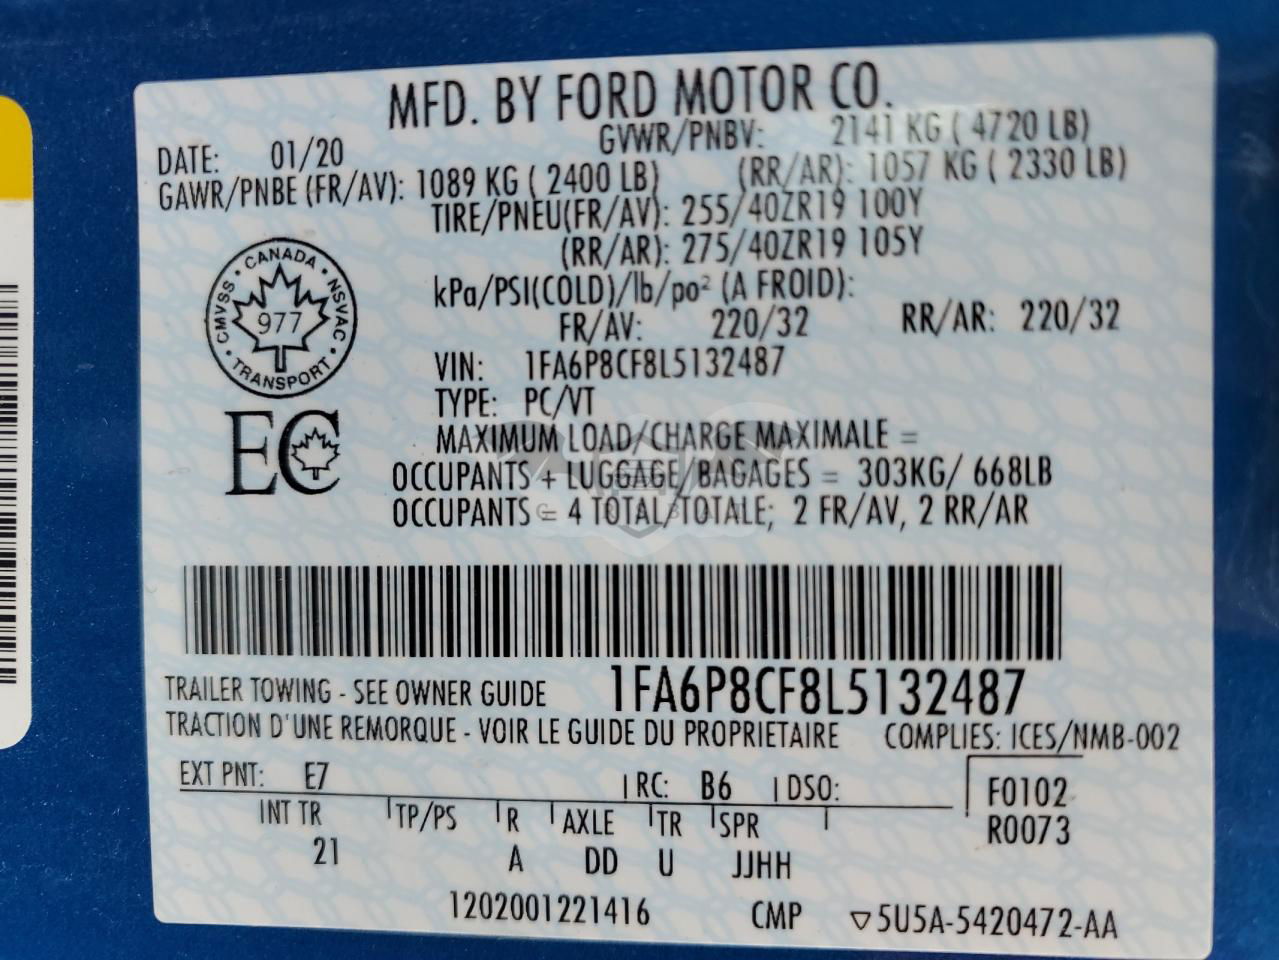 MFD. BY FORD MOTOR CO.
DATE: 01/20 GVWR/PNBV: 2141 KG ( 4720 LB)
GAWR/PNBE (FR/AV): 1089 KG ( 2400 LB) (RR/AR): 1057 KG ( 2330 LB)
TIRE/PNEU(FR/AV): 255/40ZR19 100Y
(RR/AR): 275/40ZR19 105Y
kPa/PSI(COLD)/lb/po² (A FROID):
FR/AV: 220/32 RR/AR: 220/32
CANADA • NSVAC • TRANSPORT • CMVSS •
977
VIN: 1FA6P8CF8L5132487
TYPE: PC/VT
EC
MAXIMUM LOAD/CHARGE MAXIMALE =
OCCUPANTS + LUGGAGE/BAGAGES = 303KG/ 668LB
OCCUPANTS = 4 TOTAL/TOTALE; 2 FR/AV, 2 RR/AR
TRAILER TOWING - SEE OWNER GUIDE 1FA6P8CF8L5132487
TRACTION D'UNE REMORQUE - VOIR LE GUIDE DU PROPRIETAIRE COMPLIES: ICES/NMB-002
EXT PNT: E7 RC: B6 DSO: F0102
INT TR TP/PS R AXLE TR SPR R0073
21 A DD U JJHH
1202001221416 CMP ▽5U5A-5420472-AA